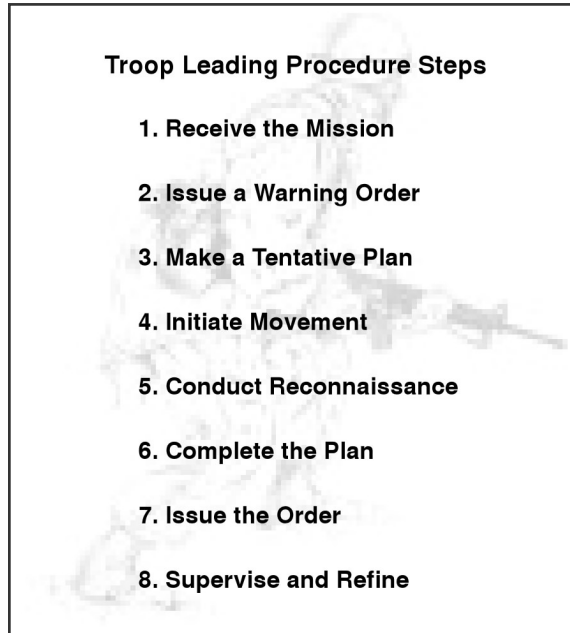 Troop Leading Procedure Steps
1. Receive the Mission
2. Issue a Warning Order
3. Make a Tentative Plan
4. Initiate Movement
5. Conduct Reconnaissance
6. Complete the Plan
7. Issue the Order
8. Supervise and Refine